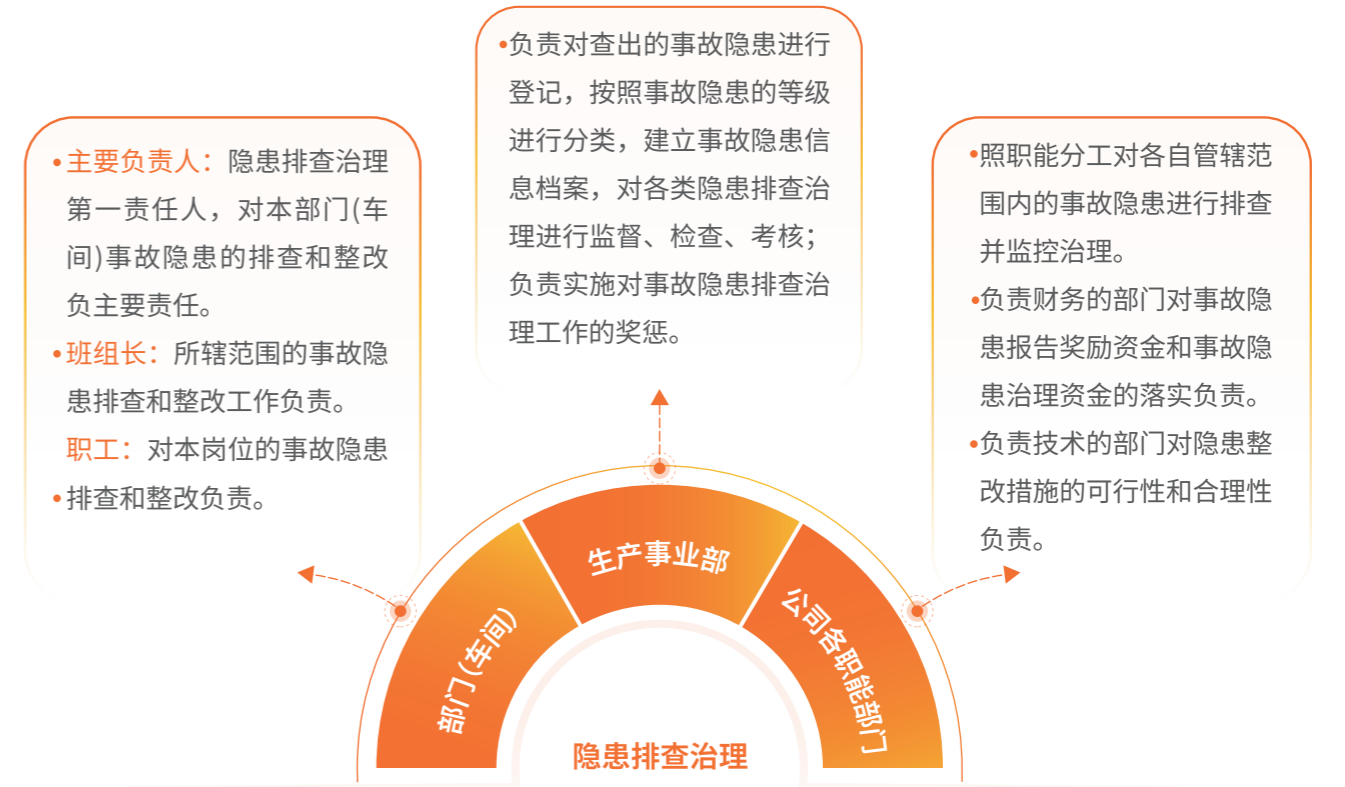 •负责对查出的事故隐患进行
登记，按照事故隐患的等级
进行分类，建立事故隐患信
息档案，对各类隐患排查治
理进行监督、检查、考核；
负责实施对事故隐患排查治
理工作的奖惩。
•主要负责人：隐患排查治理
第一责任人，对本部门(车
间)事故隐患的排查和整改
负主要责任。
•班组长：所辖范围的事故隐
患排查和整改工作负责。
职工：对本岗位的事故隐患
•排查和整改负责。
•照职能分工对各自管辖范
围内的事故隐患进行排查
并监控治理。
•负责财务的部门对事故隐
患报告奖励资金和事故隐
患治理资金的落实负责。
•负责技术的部门对隐患整
改措施的可行性和合理性
负责。
部门(车间)
生产事业部
公司各职能部门
隐患排查治理